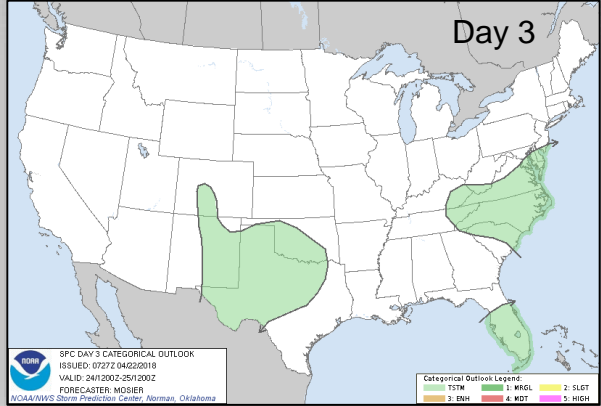 Day 3
SPC DAY 3 CATEGORICAL OUTLOOK
ISSUED: 0727Z 04/22/2018
VALID: 24/1200Z-25/1200Z
FORECASTER: MOSIER
NOAA/NWS Storm Prediction Center, Norman, Oklahoma
NOAA
Categorical Outlook Legend:
TSTM 1: MRGL 2: SLGT
3: ENH 4: MDT 5: HIGH